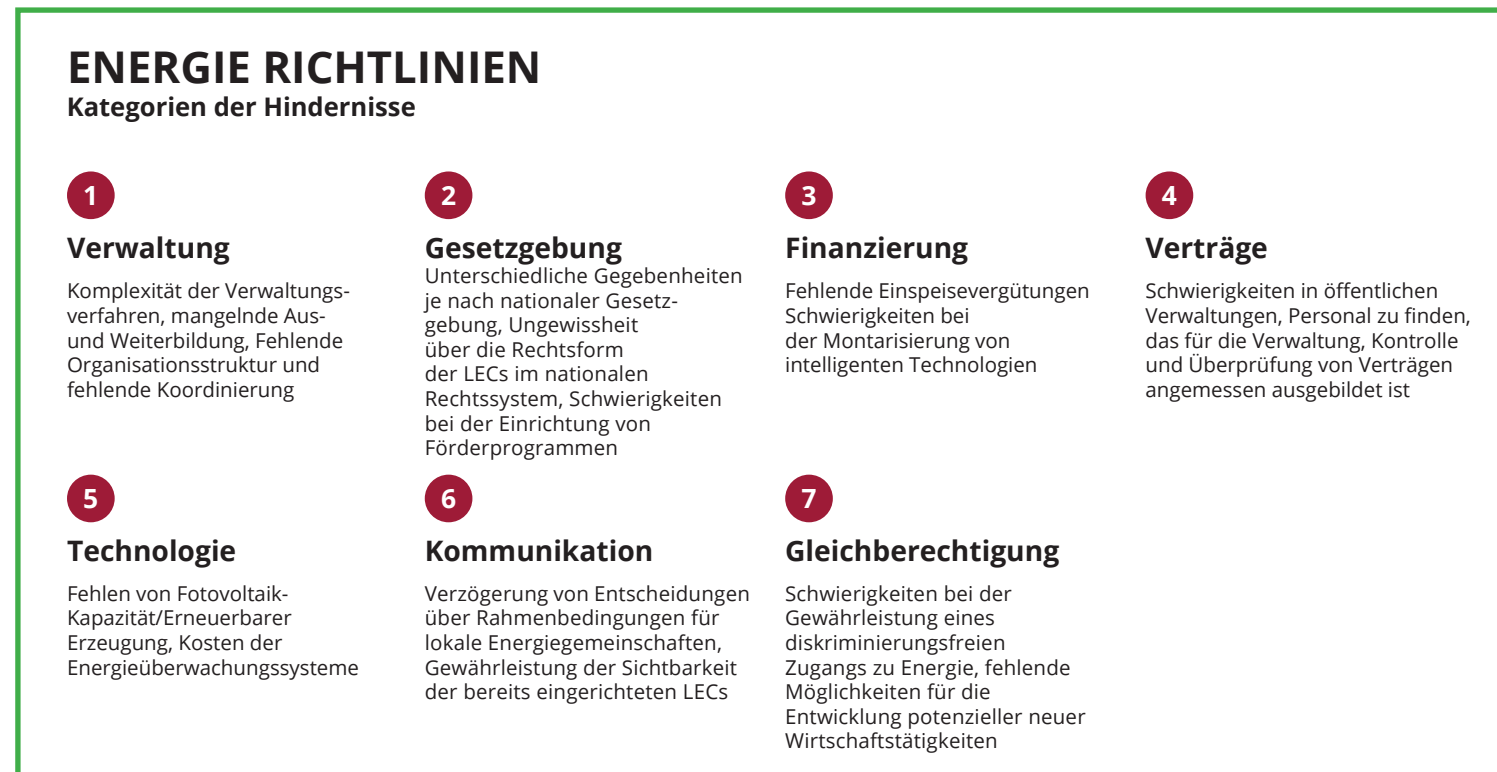 ENERGIE RICHTLINIEN
Kategorien der Hindernisse
1
Verwaltung
Komplexität der Verwaltungs-
verfahren, mangelnde Aus-
und Weiterbildung, Fehlende
Organisationsstruktur und
fehlende Koordinierung
2
Gesetzgebung
Unterschiedliche Gegebenheiten
je nach nationaler Gesetz-
gebung, Ungewissheit
über die Rechtsform
der LECs im nationalen
Rechtssystem, Schwierigkeiten
bei der Einrichtung von
Förderprogrammen
3
Finanzierung
Fehlende Einspeisevergütungen
Schwierigkeiten bei
der Montarisierung von
intelligenten Technologien
4
Verträge
Schwierigkeiten in öffentlichen
Verwaltungen, Personal zu finden,
das für die Verwaltung, Kontrolle
und Überprüfung von Verträgen
angemessen ausgebildet ist
5
Technologie
Fehlen von Fotovoltaik-
Kapazität/Erneuerbarer
Erzeugung, Kosten der
Energieüberwachungssysteme
6
Kommunikation
Verzögerung von Entscheidungen
über Rahmenbedingungen für
lokale Energiegemeinschaften,
Gewährleistung der Sichtbarkeit
der bereits eingerichteten LECs
7
Gleichberechtigung
Schwierigkeiten bei der
Gewährleistung eines
diskriminierungsfreien
Zugangs zu Energie, fehlende
Möglichkeiten für die
Entwicklung potenzieller neuer
Wirtschaftstätigkeiten